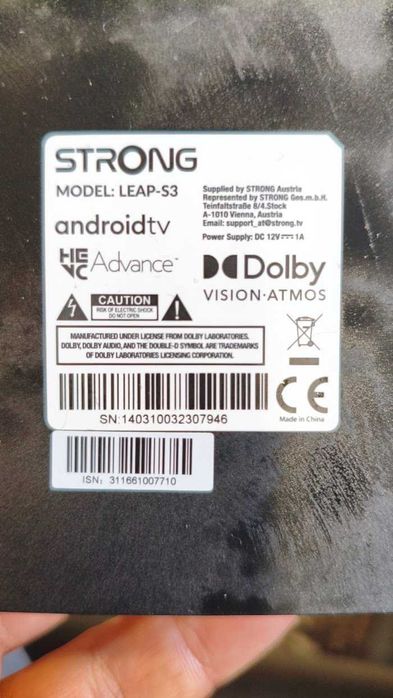 STRONG
MODEL: LEAP-S3
Supplied by STRONG Austria
Represented by STRONG Ges.m.b.H.
Teinfaltstraße 8/4.Stock
A-1010 Vienna, Austria
Email: support_at@strong.tv
Power Supply: DC 12V⎓1A
androidtv
HEVC Advance™
Dolby
VISION·ATMOS
CAUTION
RISK OF ELECTRIC SHOCK
DO NOT OPEN
MANUFACTURED UNDER LICENSE FROM DOLBY LABORATORIES.
DOLBY, DOLBY AUDIO, AND THE DOUBLE-D SYMBOL ARE TRADEMARKS
OF DOLBY LABORATORIES LICENSING CORPORATION.
SN:140310032307946
CE
Made in China
ISN: 311661007710